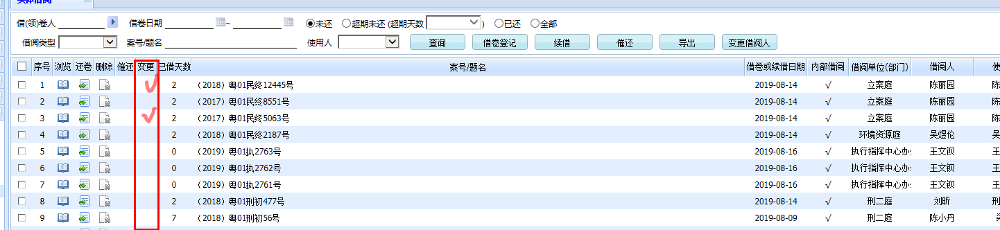 实体借阅
借(领)卷人 借卷日期 ~ 未还 超期未还 (超期天数 ) 已还 全部
借阅类型 案号/题名 使用人 查询 借卷登记 续借 催还 导出 变更借阅人
序号 浏览 还卷 删除 催还 变更 已借天数 案号/题名 借卷或续借日期 内部借阅 借阅单位(部门) 借阅人
1 2 (2018) 粤01民终12445号 2019-08-14 √ 立案庭 陈丽园 陈
2 2 (2017) 粤01民终8551号 2019-08-14 √ 立案庭 陈丽园 陈
3 2 (2017) 粤01民终5063号 2019-08-14 √ 立案庭 陈丽园 陈
4 2 (2018) 粤01民终2187号 2019-08-14 √ 环境资源庭 吴煜伦
5 0 (2019) 粤01执2763号 2019-08-16 √ 执行指挥中心办 王文钡 王
6 0 (2019) 粤01执2762号 2019-08-16 √ 执行指挥中心办 王文钡 王
7 0 (2019) 粤01执2761号 2019-08-16 √ 执行指挥中心办 王文钡 王
8 2 (2018) 粤01刑初477号 2019-08-14 √ 刑二庭 刘昕
9 7 (2018) 粤01刑初56号 2019-08-09 √ 刑二庭 陈小丹